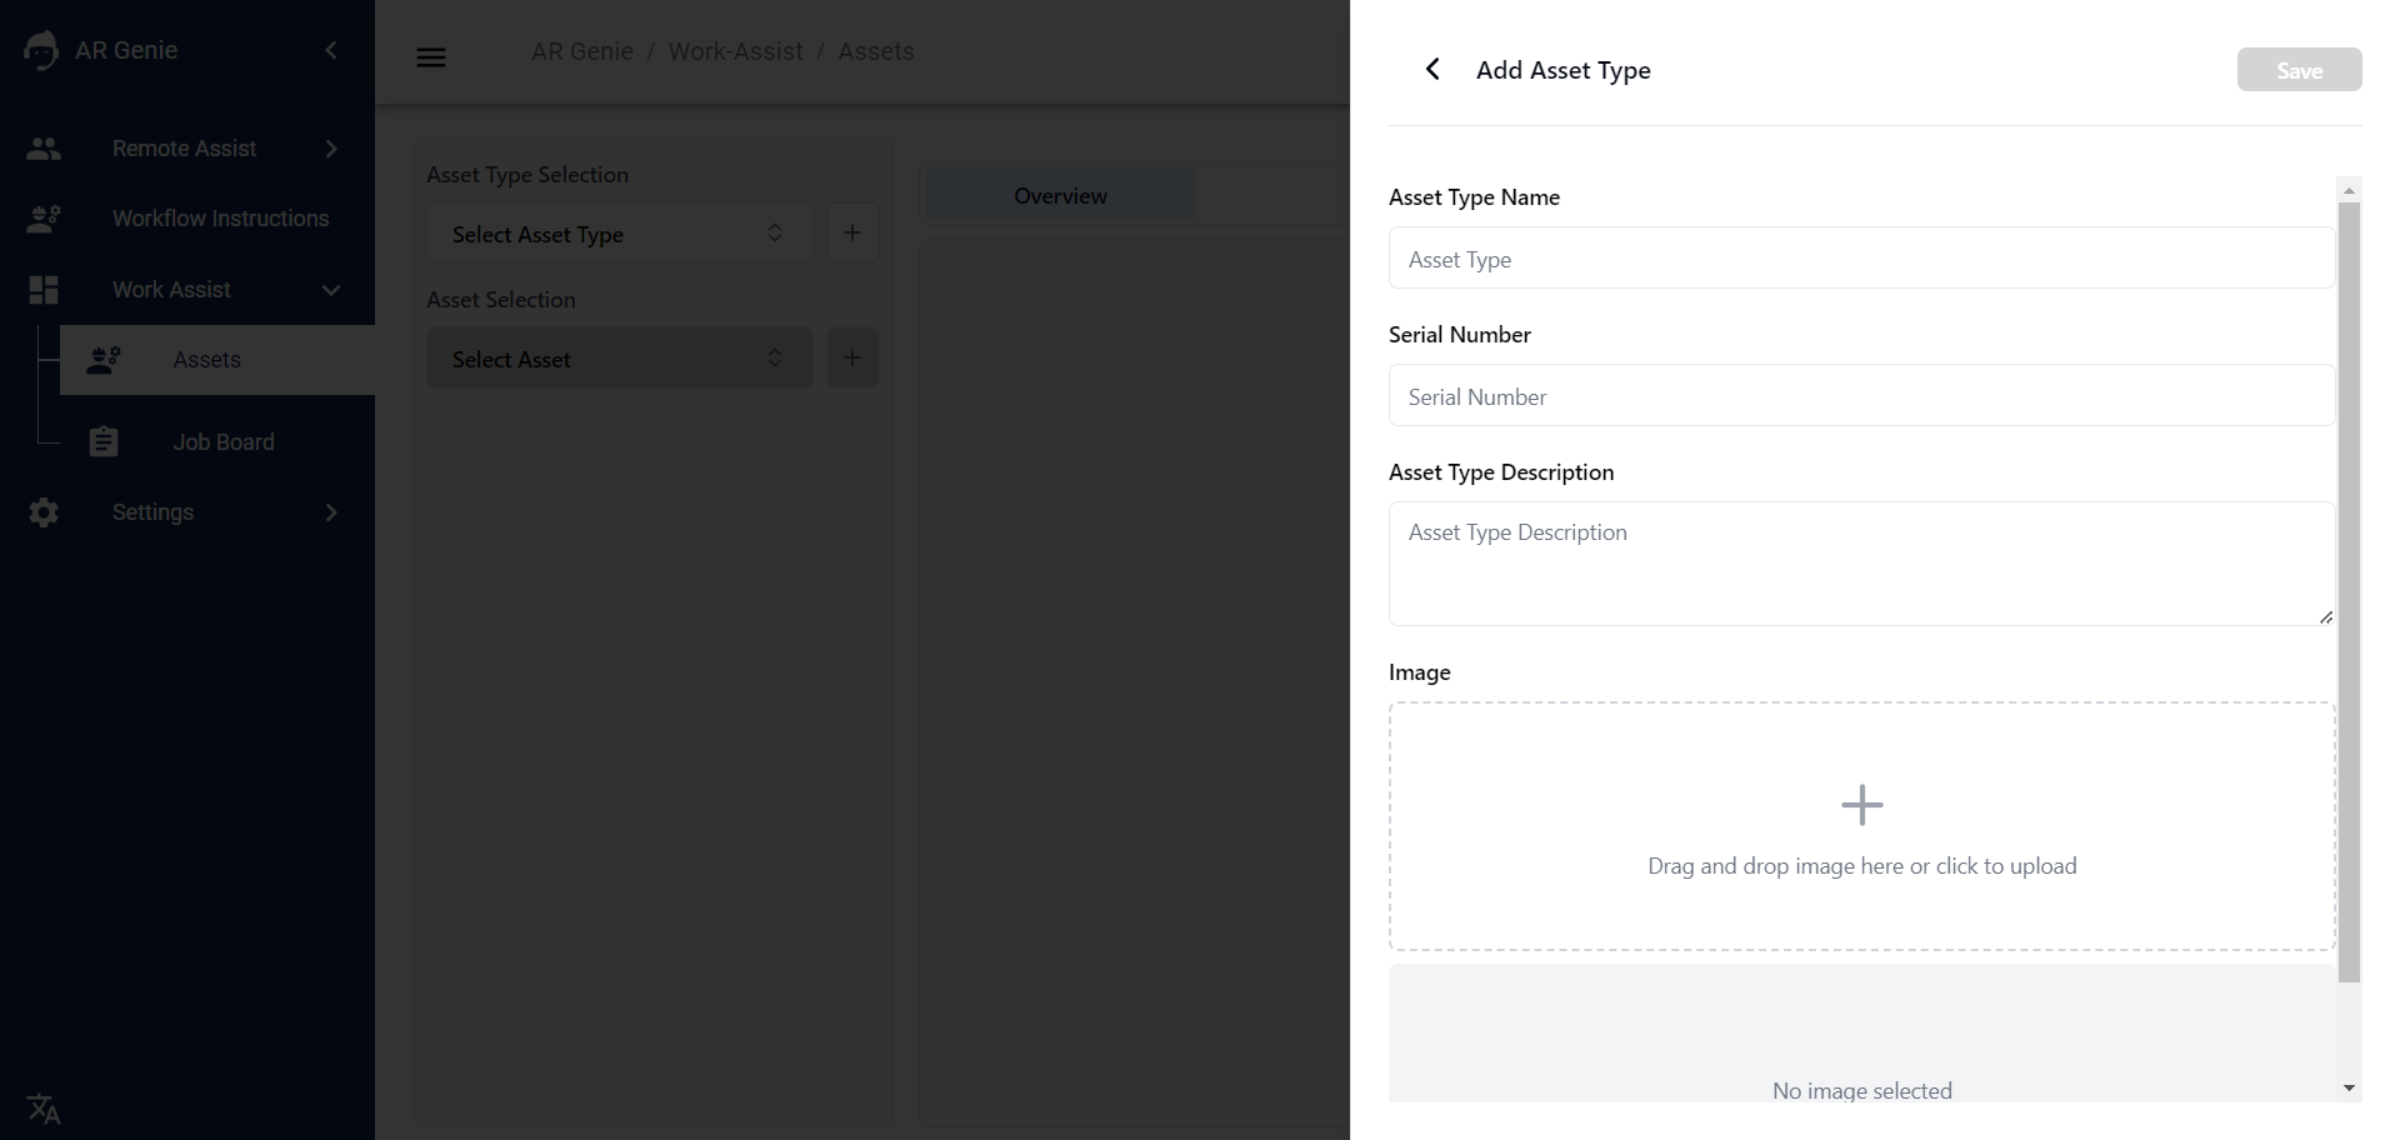 AR Genie
Remote Assist
Workflow Instructions
Work Assist
Assets
Job Board
Settings
AR Genie / Work-Assist / Assets
Asset Type Selection
Select Asset Type
Asset Selection
Select Asset
Overview
Add Asset Type
Save
Asset Type Name
Asset Type
Serial Number
Serial Number
Asset Type Description
Asset Type Description
Image
Drag and drop image here or click to upload
No image selected